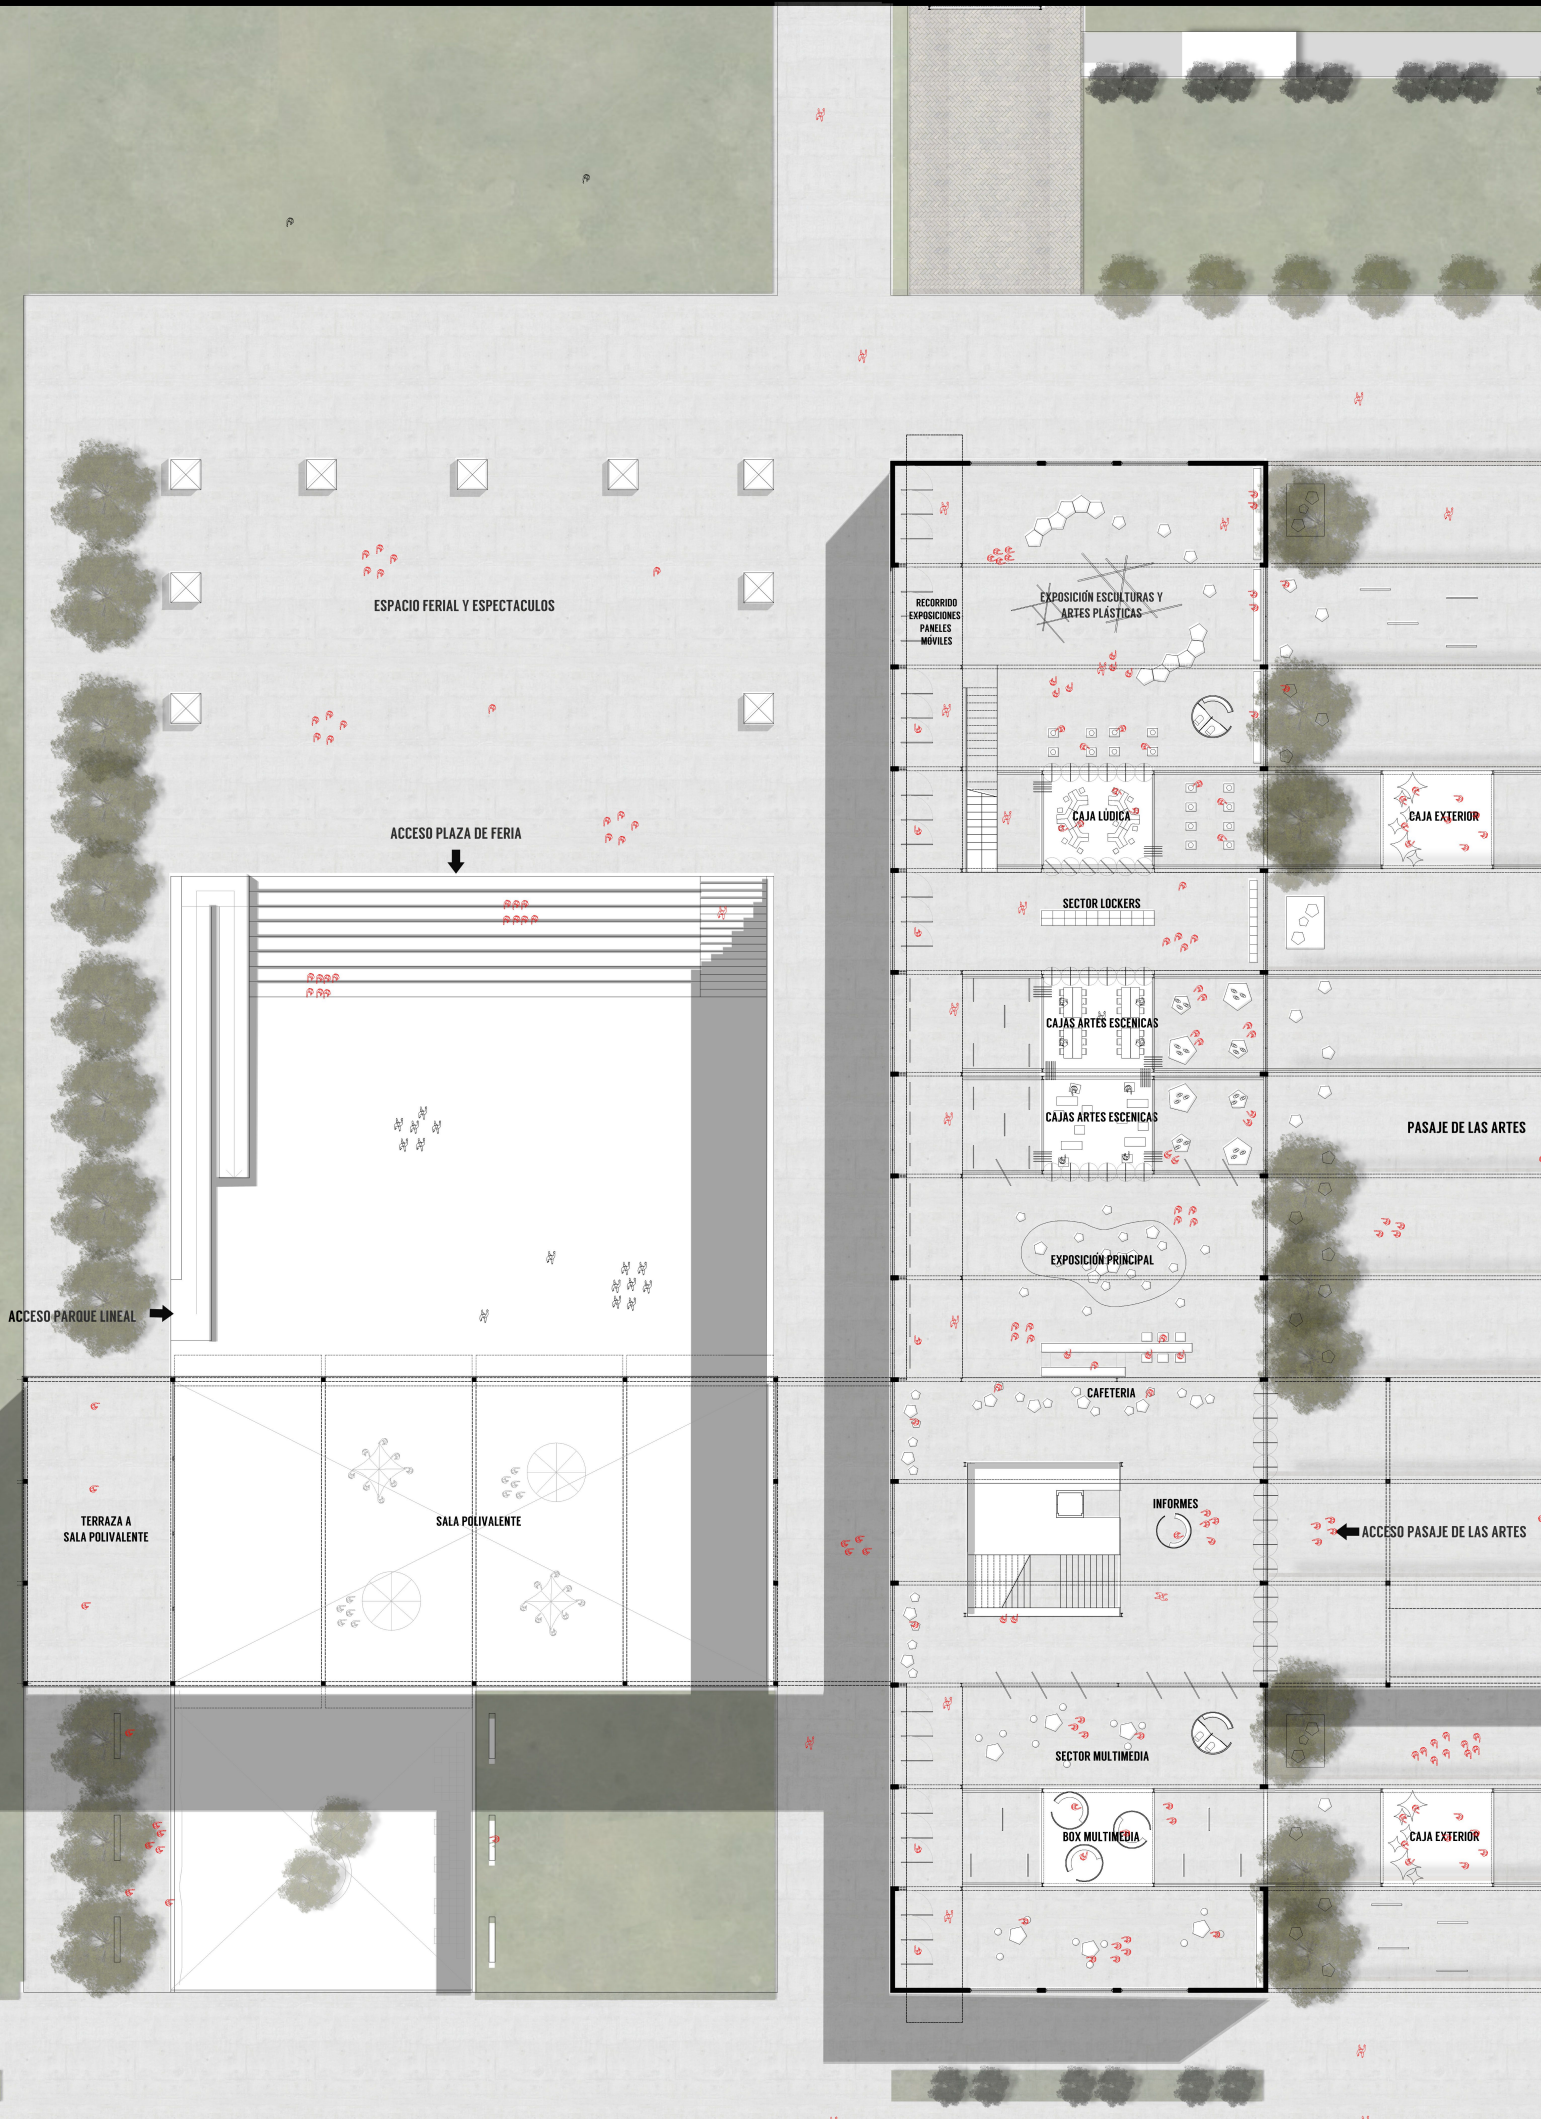 ESPACIO FERIAL Y ESPECTACULOS
RECORRIDO
EXPOSICIONES
PANELES
MÓVILES
EXPOSICIÓN ESCULTURAS Y
ARTES PLÁSTICAS
ACCESO PLAZA DE FERIA
CAJA LÚDICA
CAJA EXTERIOR
SECTOR LOCKERS
CAJAS ARTES ESCENICAS
CAJAS ARTES ESCENICAS
PASAJE DE LAS ARTES
EXPOSICIÓN PRINCIPAL
ACCESO PARQUE LINEAL
CAFETERIA
INFORMES
TERRAZA A
SALA POLIVALENTE
SALA POLIVALENTE
ACCESO PASAJE DE LAS ARTES
SECTOR MULTIMEDIA
BOX MULTIMEDIA
CAJA EXTERIOR